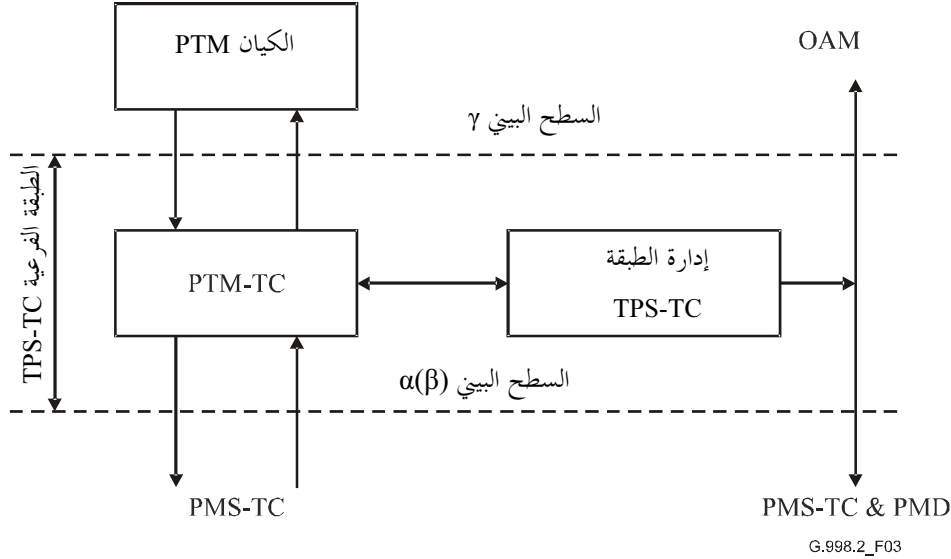 الكيان PTM
OAM
السطح البيني γ
الطبقة الفرعية TPS-TC
PTM-TC
إدارة الطبقة
TPS-TC
السطح البيني α(β)
PMS-TC
PMS-TC & PMD
G.998.2_F03